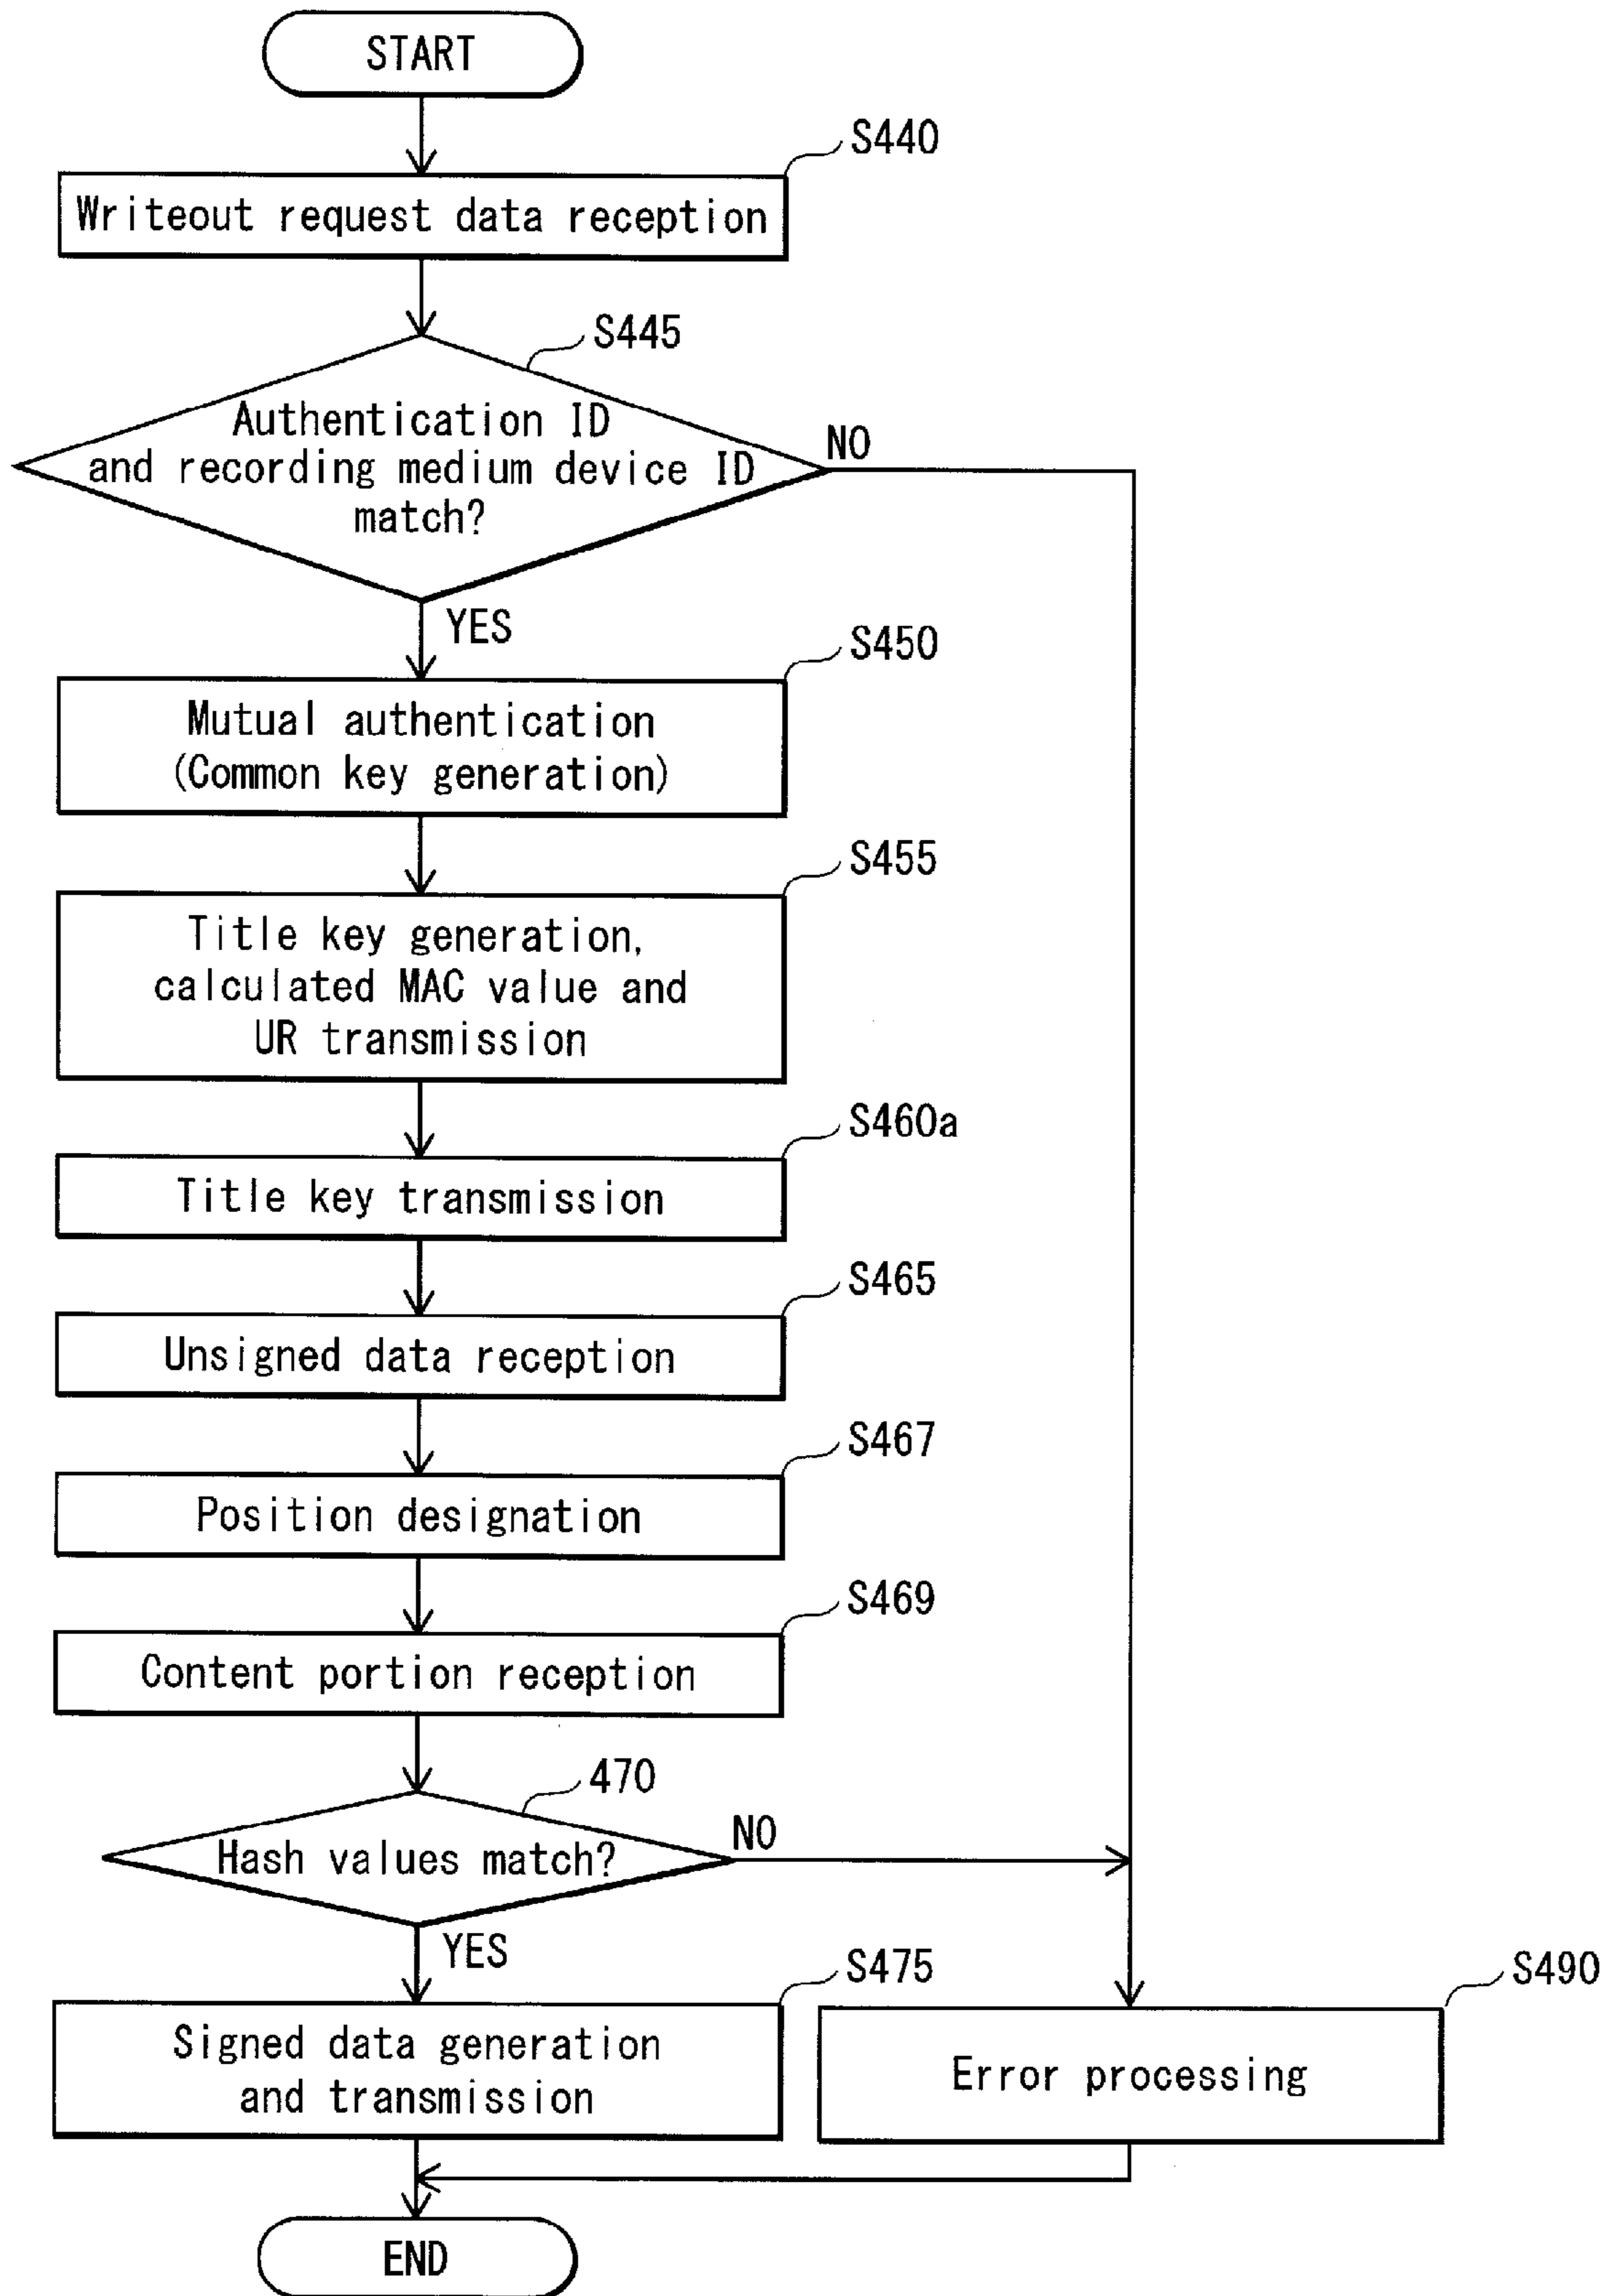 START
S440
Writeout request data reception
S445
Authentication ID
and recording medium device ID
match?
NO
YES
S450
Mutual authentication
(Common key generation)
S455
Title key generation,
calculated MAC value and
UR transmission
S460a
Title key transmission
S465
Unsigned data reception
S467
Position designation
S469
Content portion reception
470
Hash values match?
NO
YES
S475
Signed data generation
and transmission
S490
Error processing
END